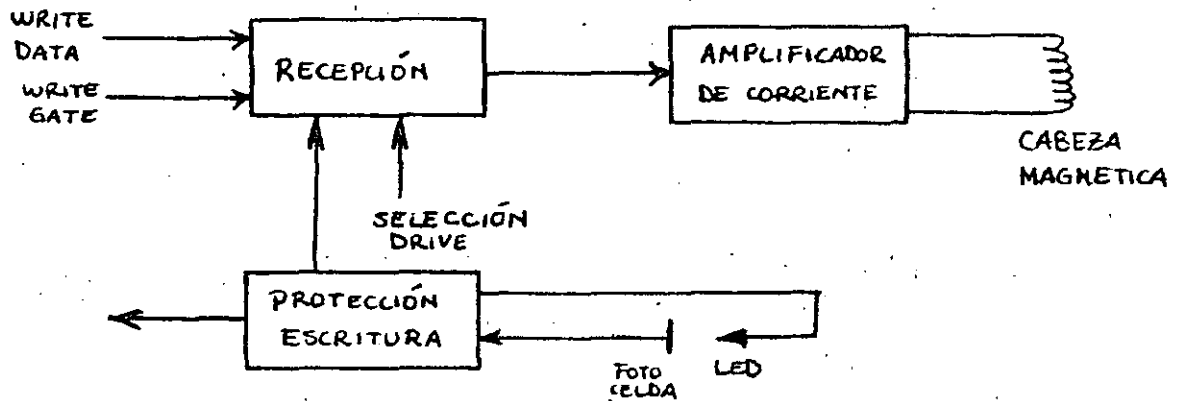 WRITE
DATA
WRITE
GATE
RECEPCIÓN
AMPLIFICADOR
DE CORRIENTE
CABEZA
MAGNETICA
SELECCIÓN
DRIVE
PROTECCIÓN
ESCRITURA
FOTO
CELDA
LED